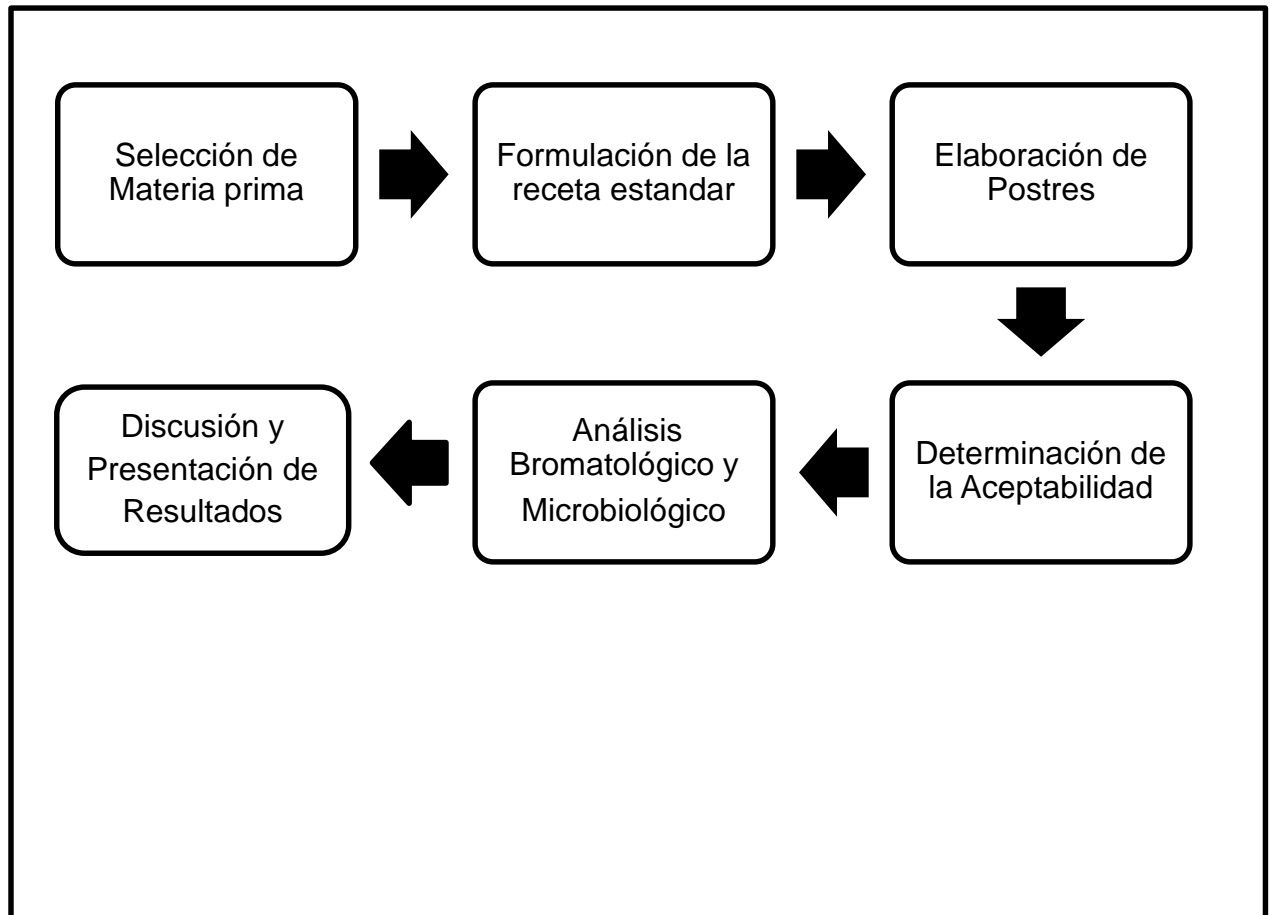 Selección de
Materia prima
Formulación de la
receta estandar
Elaboración de
Postres
Determinación de
la Aceptabilidad
Análisis
Bromatológico y
Microbiológico
Discusión y
Presentación de
Resultados